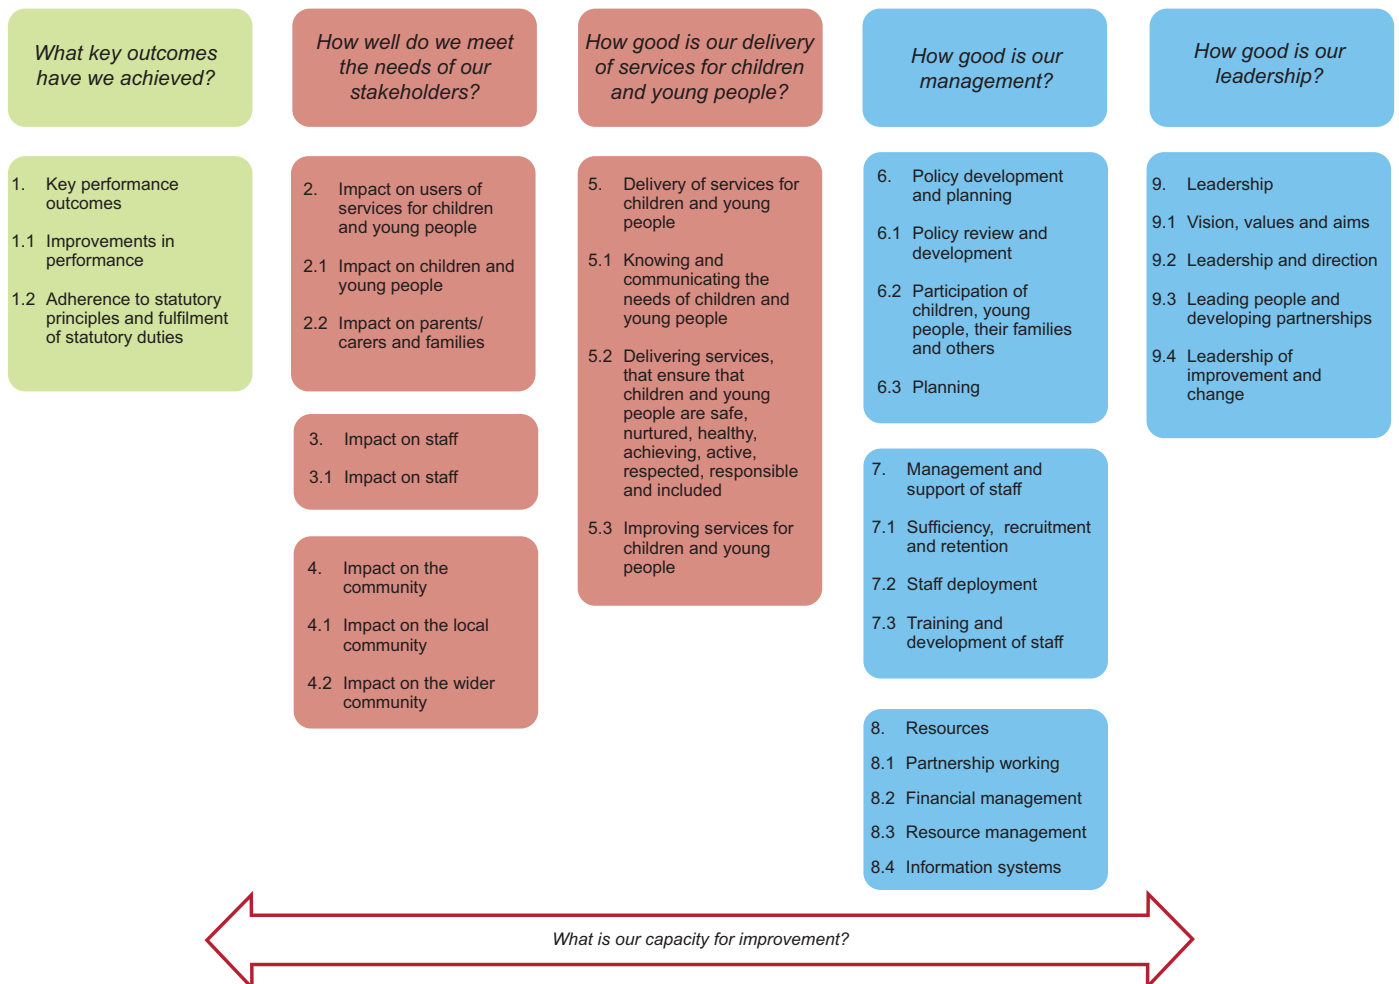 What key outcomes
have we achieved?
How well do we meet
the needs of our
stakeholders?
How good is our delivery
of services for children
and young people?
How good is our
management?
How good is our
leadership?
1. Key performance
outcomes
1.1 Improvements in
performance
1.2 Adherence to statutory
principles and fulfilment
of statutory duties
2. Impact on users of
services for children
and young people
2.1 Impact on children and
young people
2.2 Impact on parents/
carers and families
3. Impact on staff
3.1 Impact on staff
4. Impact on the
community
4.1 Impact on the local
community
4.2 Impact on the wider
community
5. Delivery of services for
children and young
people
5.1 Knowing and
communicating the
needs of children and
young people
5.2 Delivering services,
that ensure that
children and young
people are safe,
nurtured, healthy,
achieving, active,
respected, responsible
and included
5.3 Improving services for
children and young
people
6. Policy development
and planning
6.1 Policy review and
development
6.2 Participation of
children, young
people, their families
and others
6.3 Planning
7. Management and
support of staff
7.1 Sufficiency, recruitment
and retention
7.2 Staff deployment
7.3 Training and
development of staff
8. Resources
8.1 Partnership working
8.2 Financial management
8.3 Resource management
8.4 Information systems
9. Leadership
9.1 Vision, values and aims
9.2 Leadership and direction
9.3 Leading people and
developing partnerships
9.4 Leadership of
improvement and
change
What is our capacity for improvement?